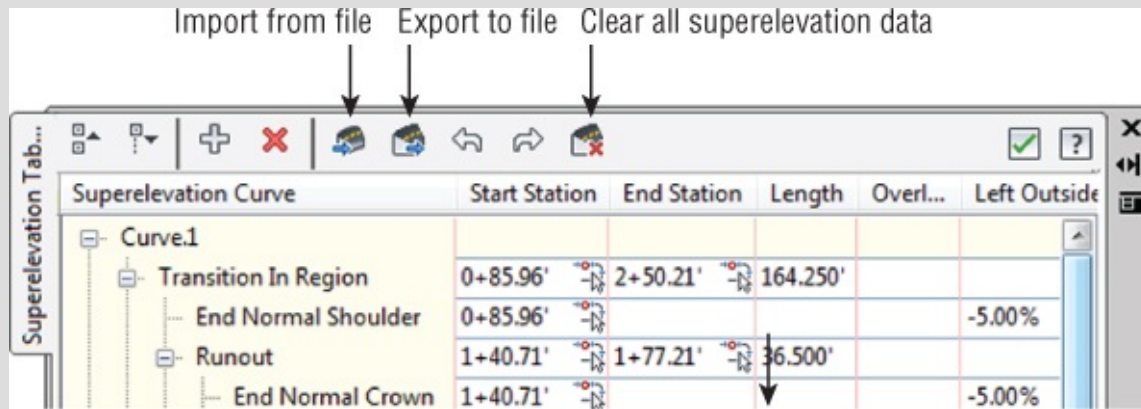 Import from file Export to file Clear all superelevation data
Superelevation Tab...
?
Superelevation Curve Start Station End Station Length Overl... Left Outside
Curve.1
Transition In Region 0+85.96' 2+50.21' 164.250'
End Normal Shoulder 0+85.96' -5.00%
Runout 1+40.71' 1+77.21' 36.500'
End Normal Crown 1+40.71' -5.00%